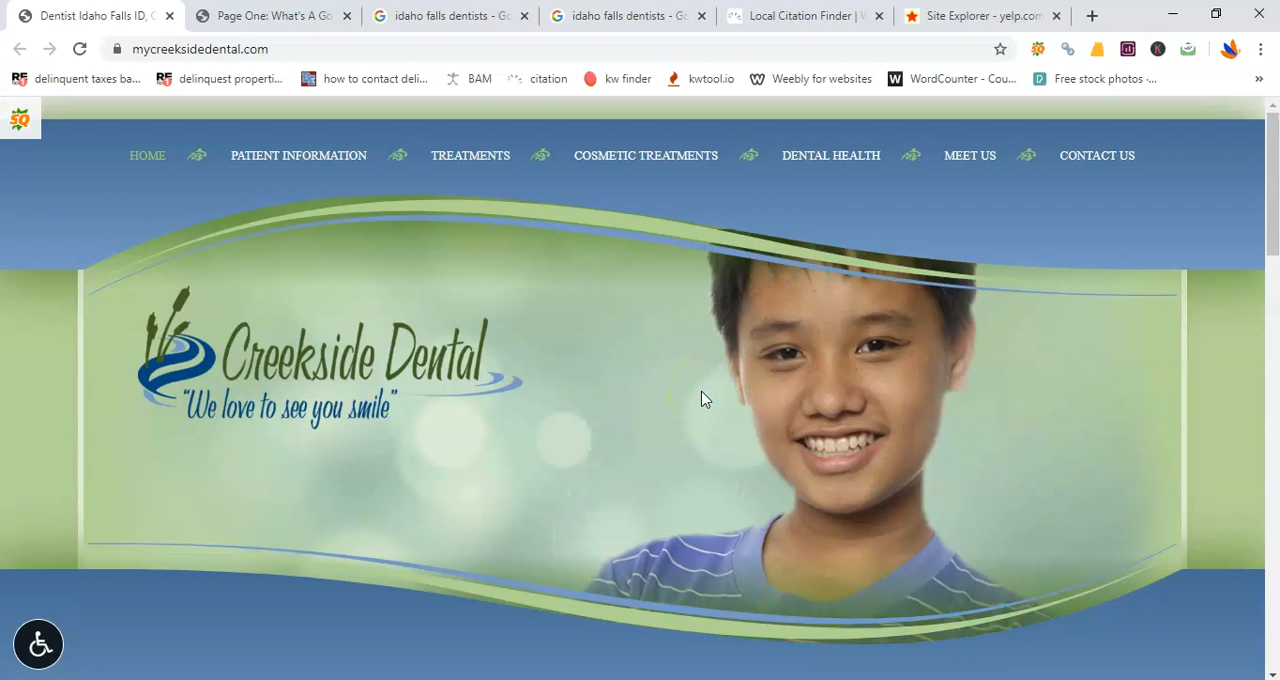 Dentist Idaho Falls ID, C
Page One: What's A Go
idaho falls dentists - Go
idaho falls dentists - Go
Local Citation Finder | W
Site Explorer - yelp.com
mycreeksidedental.com
delinquent taxes ba...
delinquest properti...
how to contact deli...
BAM
citation
kw finder
kwtoolio
Weebly for websites
W
WordCounter - Cou...
Free stock photos · ...
»
SQ
HOME
PATIENT INFORMATION
TREATMENTS
COSMETIC TREATMENTS
DENTAL HEALTH
MEET US
CONTACT US
Creekside Dental
"We love to see you smile"